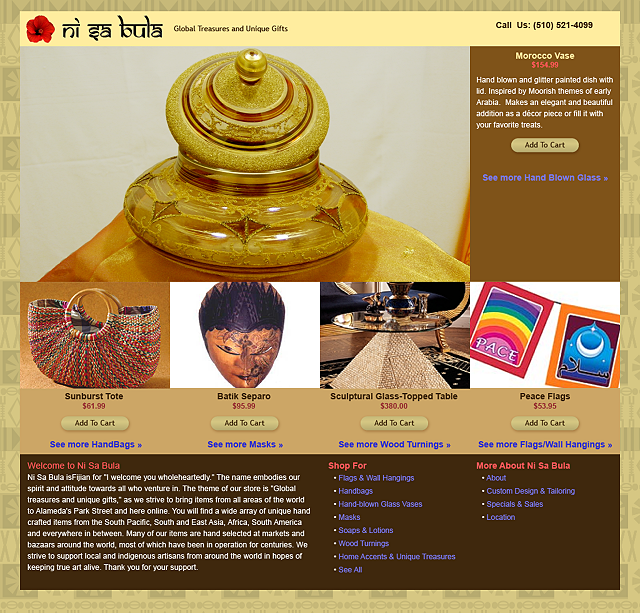 ni sa bula
Global Treasures and Unique Gifts
Call Us: (510) 521-4099
Morocco Vase
$154.99
Hand blown and glitter painted dish with
lid. Inspired by Moorish themes of early
Arabia. Makes an elegant and beautiful
addition as a décor piece or fill it with
your favorite treats.
Add To Cart
See more Hand Blown Glass »
PACE
سلام
Sunburst Tote
$61.99
Add To Cart
See more HandBags »
Batik Separo
$95.99
Add To Cart
See more Masks »
Sculptural Glass-Topped Table
$380.00
Add To Cart
See more Wood Turnings »
Peace Flags
$53.95
Add To Cart
See more Flags/Wall Hangings »
Welcome to Ni Sa Bula
Ni Sa Bula isFijian for "I welcome you wholeheartedly." The name embodies our
spirit and attitude towards all who venture in. The theme of our store is "Global
treasures and unique gifts," as we strive to bring items from all areas of the world
to Alameda's Park Street and here online. You will find a wide array of unique hand
crafted items from the South Pacific, South and East Asia, Africa, South America
and everywhere in between. Many of our items are hand selected at markets and
bazaars around the world, most of which have been in operation for centuries. We
strive to support local and indigenous artisans from around the world in hopes of
keeping true art alive. Thank you for your support.
Shop For
• Flags & Wall Hangings
• Handbags
• Hand-blown Glass Vases
• Masks
• Soaps & Lotions
• Wood Turnings
• Home Accents & Unique Treasures
• See All
More About Ni Sa Bula
• About
• Custom Design & Tailoring
• Specials & Sales
• Location